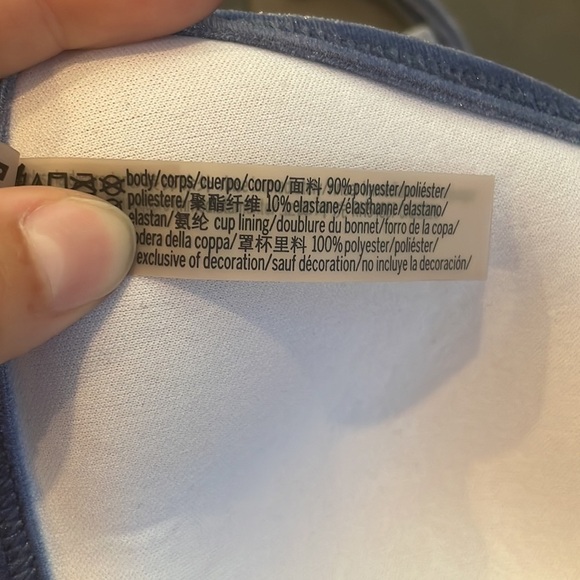 body/corps/cuerpo/corpo/面料 90%polyester/poliéster/
poliestere/聚酯纤维 10%elastane/élasthanne/elastano/
elastan/氨纶 cup lining/doublure du bonnet/forro de la copa/
della coppa/罩杯里料 100%polyester/poliéster/
exclusive of decoration/sauf décoration/no incluye la decoración/